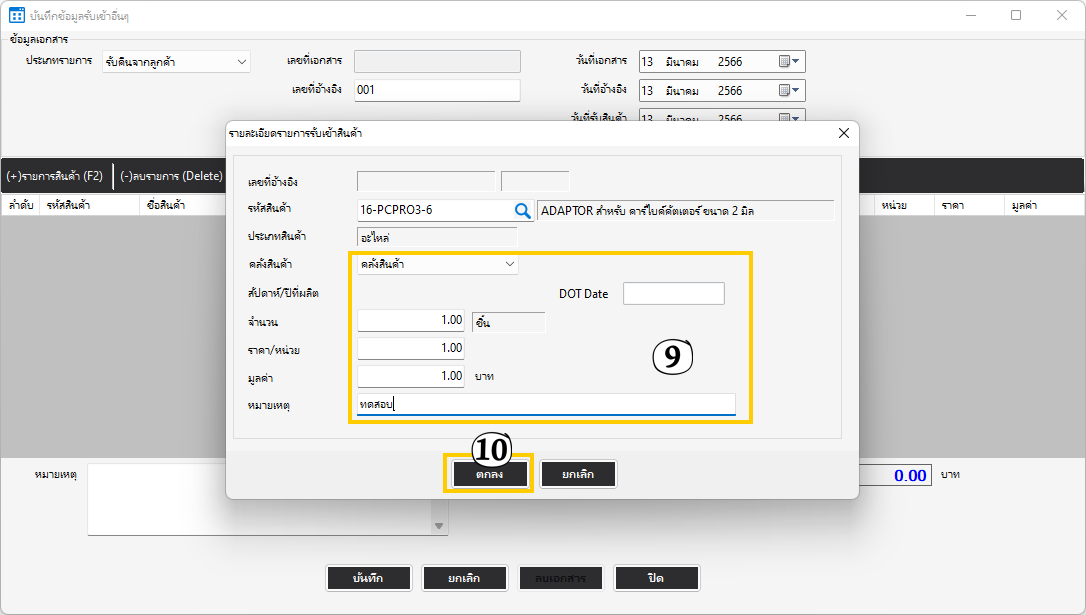 บันทึกข้อมูลรับเข้าอื่นๆ
ข้อมูลเอกสาร
ประเภทรายการ รับคืนจากลูกค้า เลขที่เอกสาร วันที่เอกสาร 13 มีนาคม 2566
เลขที่อ้างอิง 001 วันที่อ้างอิง 13 มีนาคม 2566
วันที่รับสินค้า 13 มีนาคม 2566
รายละเอียดรายการรับเข้าสินค้า
(+)รายการสินค้า (F2) (-)ลบรายการ (Delete)
ลำดับ รหัสสินค้า ชื่อสินค้า หน่วย ราคา มูลค่า
เลขที่อ้างอิง
รหัสสินค้า 16-PCPRO3-6 ADAPTOR สำหรับ คาร์ไบค์คัตเตอร์ ขนาด 2 มิล
ประเภทสินค้า อะไหล่
คลังสินค้า คลังสินค้า
สัปดาห์/ปีที่ผลิต DOT Date
จำนวน 1.00 ชิ้น
ราคา/หน่วย 1.00
9
มูลค่า 1.00 บาท
หมายเหตุ ทดสอบ
10
ตกลง ยกเลิก
หมายเหตุ 0.00 บาท
บันทึก ยกเลิก ลบเอกสาร ปิด